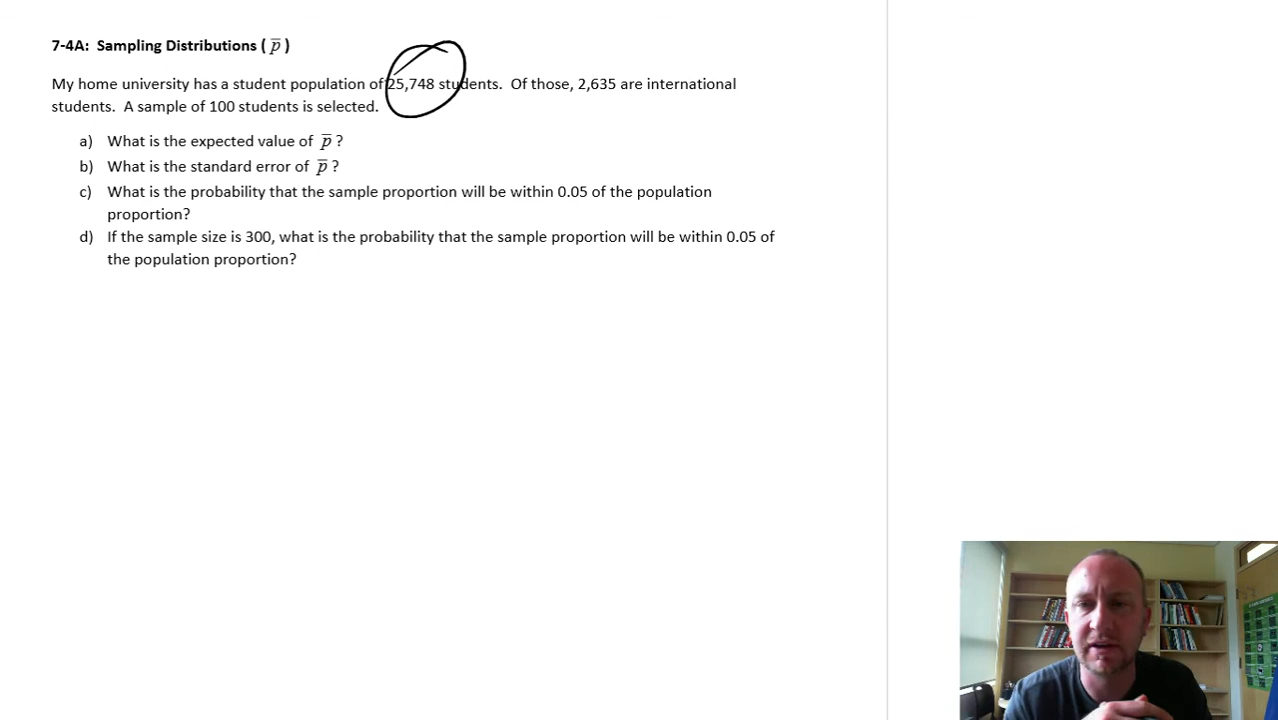 7-4A: Sampling Distributions ( p̅ )
My home university has a student population of 25,748 students. Of those, 2,635 are international
students. A sample of 100 students is selected.
a) What is the expected value of p̅ ?
b) What is the standard error of p̅ ?
c) What is the probability that the sample proportion will be within 0.05 of the population
proportion?
d) If the sample size is 300, what is the probability that the sample proportion will be within 0.05 of
the population proportion?